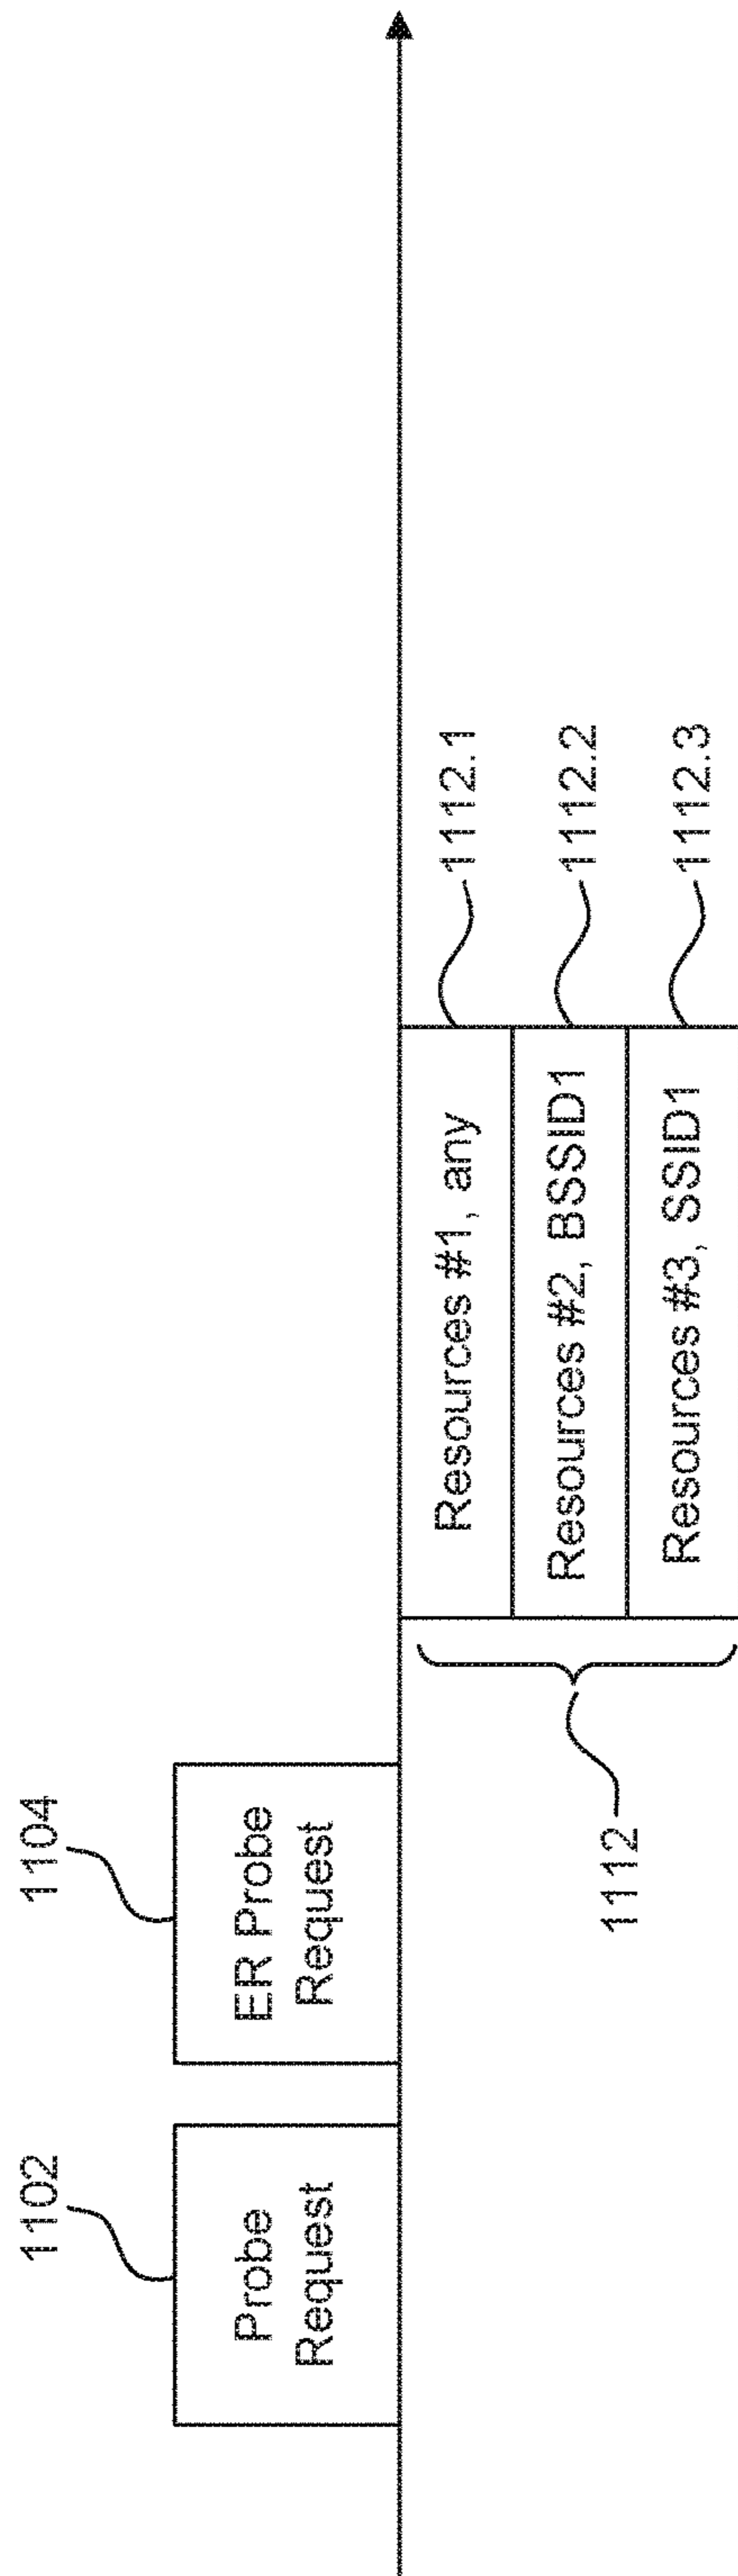 1102
Probe
Request
1104
ER Probe
Request
1112
Resources #1, any
1112.1
Resources #2, BSSID1
1112.2
Resources #3, SSID1
1112.3